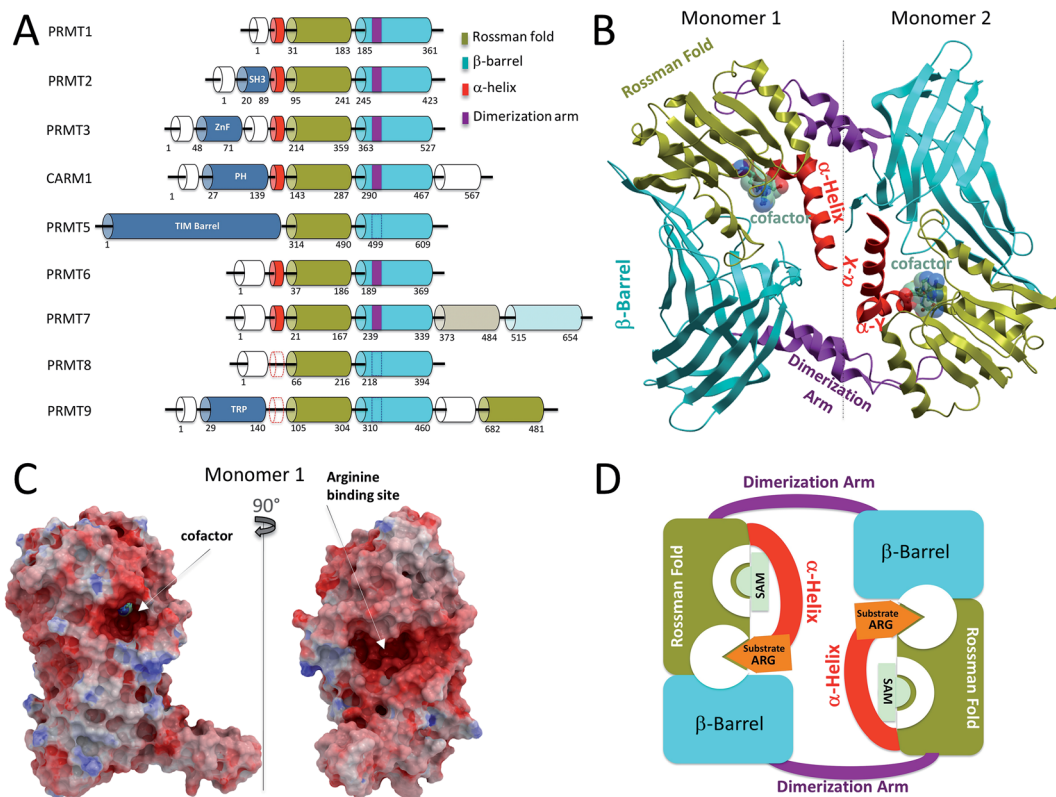 A
PRMT1
1 31 183 185 361
Rossman fold
β-barrel
α-helix
Dimerization arm
PRMT2
SH3
1 20 89 95 241 245 423
PRMT3
ZnF
1 48 71 214 359 363 527
CARM1
PH
1 27 139 143 287 290 467 567
PRMT5
TIM Barrel
1 314 490 499 609
PRMT6
1 37 186 189 369
PRMT7
1 21 167 239 339 373 484 515 654
PRMT8
1 66 216 218 394
PRMT9
TRP
1 29 140 105 304 310 460 682 481
B
Monomer 1 Monomer 2
Rossman Fold
α-Helix
cofactor
α-X
cofactor
α-Y
β-Barrel
Dimerization
Arm
C
Monomer 1
90°
cofactor
Arginine
binding site
D
Dimerization Arm
Rossman Fold
SAM
α-Helix
β-Barrel
Substrate
ARG
Substrate
ARG
α-Helix
SAM
Rossman Fold
β-Barrel
Dimerization Arm